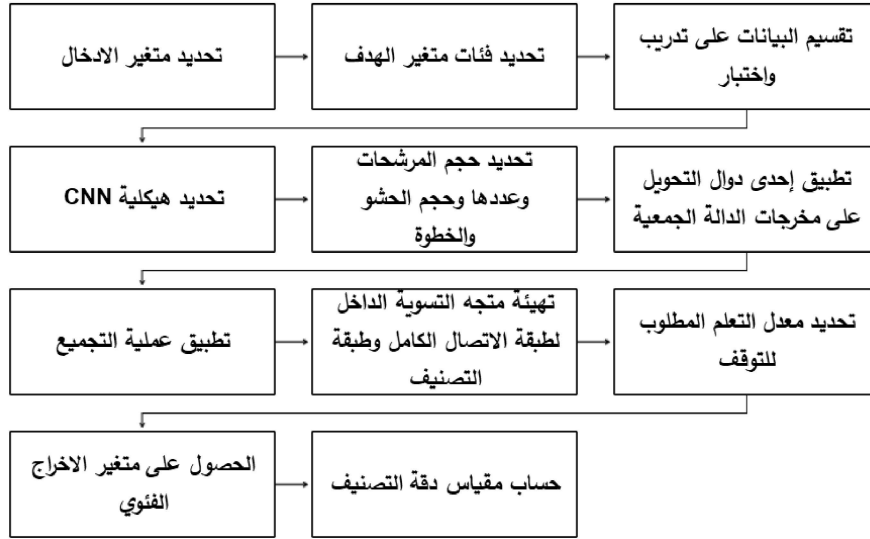 تحديد متغير الادخال
تحديد فئات متغير الهدف
تقسيم البيانات على تدريب
واختبار
تحديد هيكلية CNN
تحديد حجم المرشحات
وعددها وحجم الحشو
والخطوة
تطبيق إحدى دوال التحويل
على مخرجات الدالة الجمعية
تطبيق عملية التجميع
تهيئة متجه التسوية الداخل
لطبقة الاتصال الكامل وطبقة
التصنيف
تحديد معدل التعلم المطلوب
للتوقف
الحصول على متغير الاخراج
الفئوي
حساب مقياس دقة التصنيف